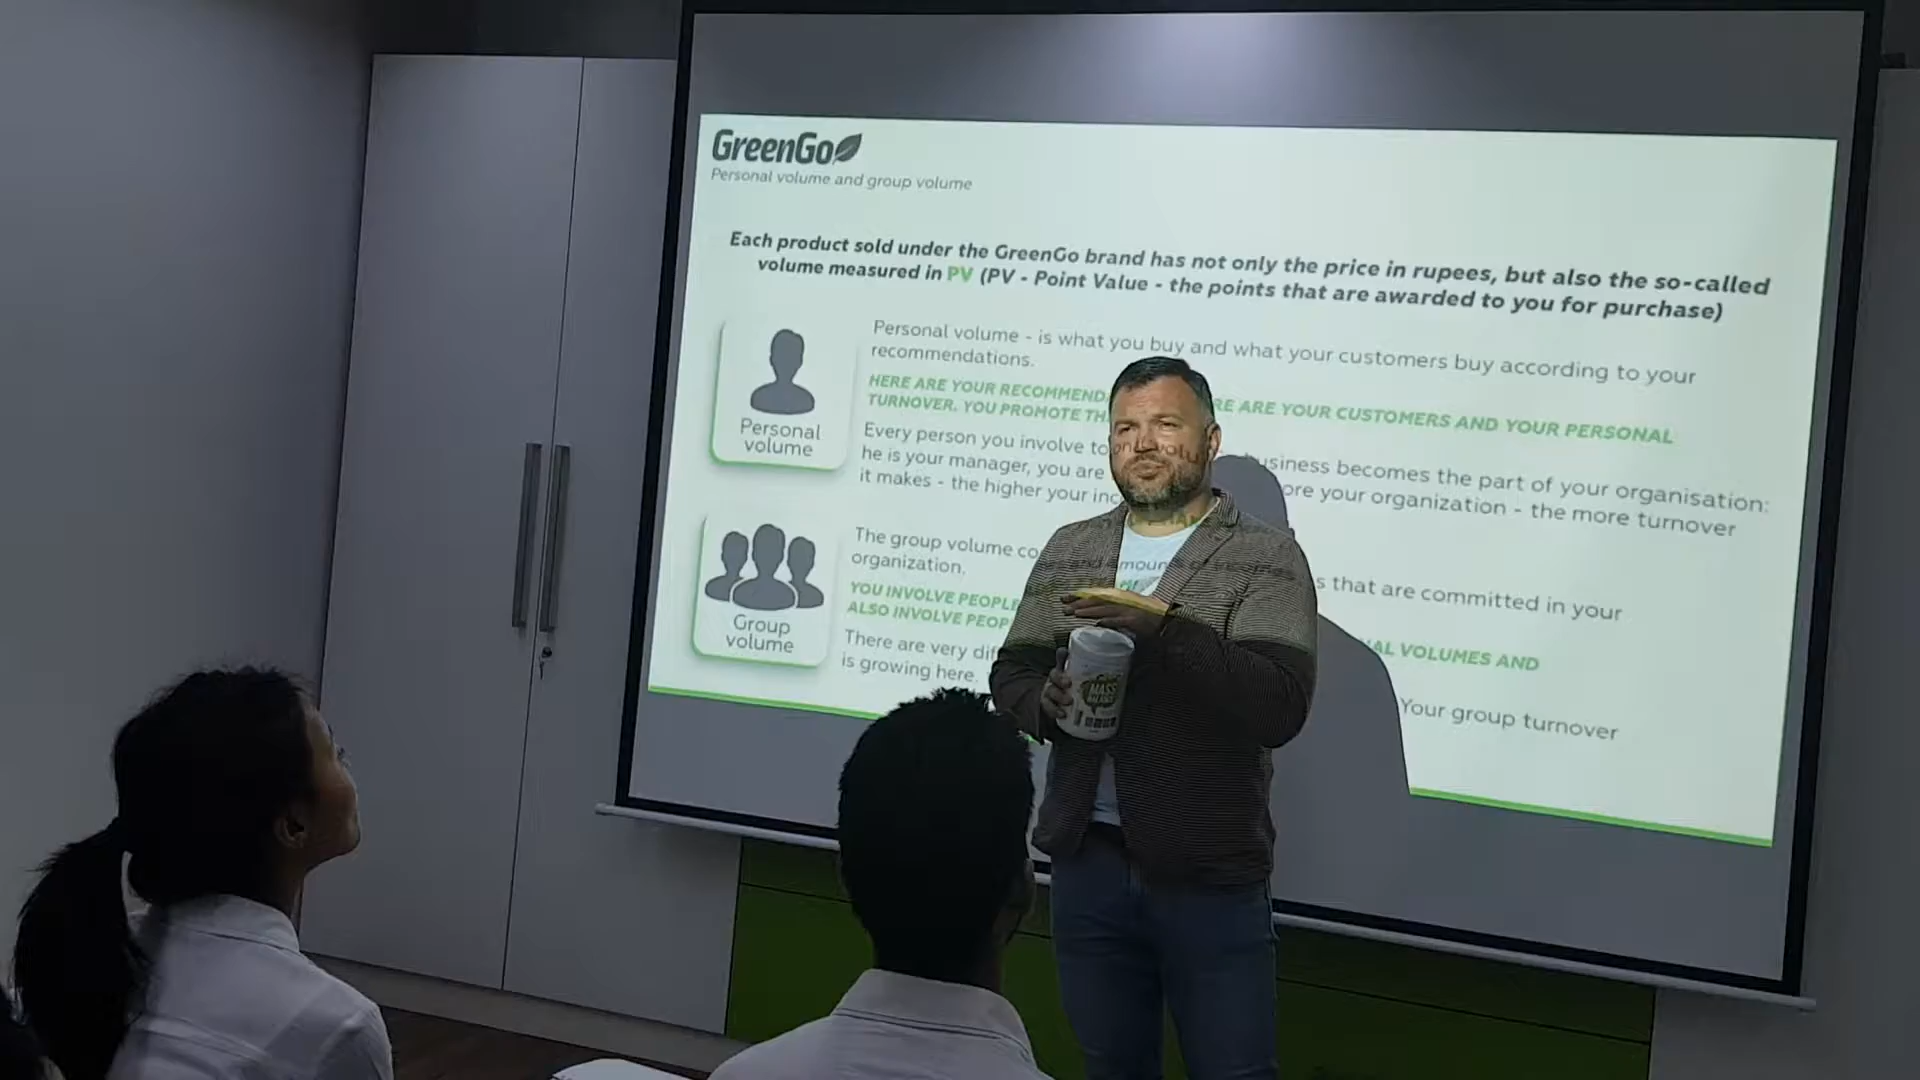 GreenGo
Personal volume and group volume
Each product sold under the GreenGo brand has not only the price in rupees, but also the so-called
volume measured in PV (PV - Point Value - the points that are awarded to you for purchase)
Personal volume - is what you buy and what your customers buy according to your
recommendations.
HERE ARE YOUR RECOMMEND RE ARE YOUR CUSTOMERS AND YOUR PERSONAL
TURNOVER. YOU PROMOTE TH
Personal
volume
Every person you involve to business becomes the part of your organisation:
he is your manager, you are ore your organization - the more turnover
it makes - the higher your inc
The group volume co s that are committed in your
organization.
YOU INVOLVE PEOPLE AL VOLUMES AND
ALSO INVOLVE PEOP
Group
volume
There are very dif Your group turnover
is growing here.
MASS